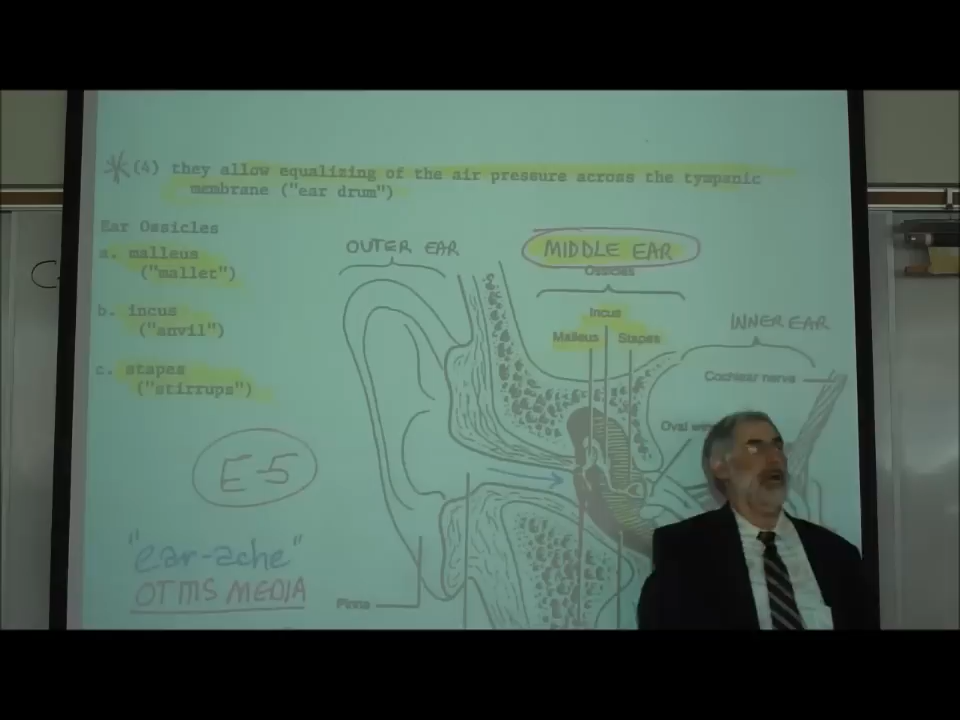 (4) they allow equalizing of the air pressure across the tympanic
membrane ("ear drum")
Ear Ossicles
a. malleus
("mallet")
b. incus
("anvil")
c. stapes
("stirrups")
E-5
"ear-ache"
OTITIS MEDIA
OUTER EAR
MIDDLE EAR
Ossicles
Incus
Malleus
Stapes
INNER EAR
Cochlear nerve
Oval
Pinna